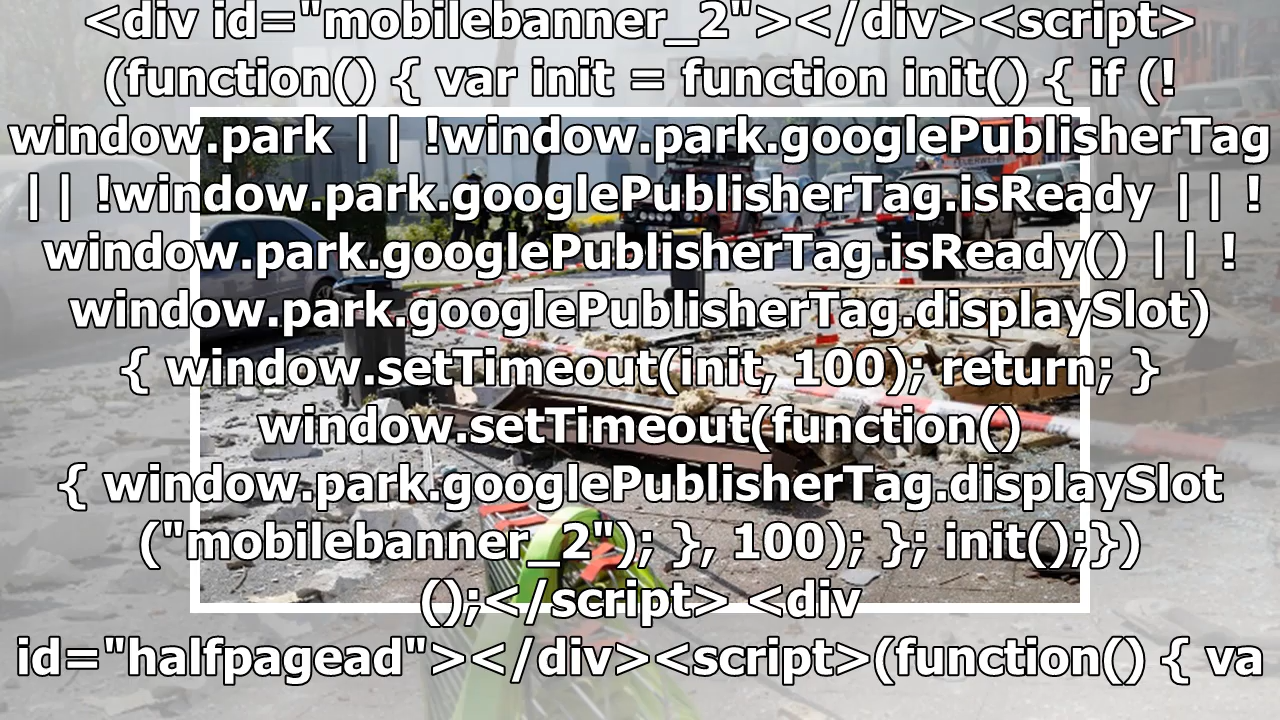 <div id="mobilebanner_2"></div><script>
(function() { var init = function init() { if (!
window.park || !window.park.googlePublisherTag
|| !window.park.googlePublisherTag.isReady || !
window.park.googlePublisherTag.isReady() || !
window.park.googlePublisherTag.displaySlot)
{ window.setTimeout(init, 100); return; }
window.setTimeout(function()
{ window.park.googlePublisherTag.displaySlot
("mobilebanner_2"); }, 100); }; init();})
();</script> <div
id="halfpagead"></div><script>(function() { va
FEUERWEHR